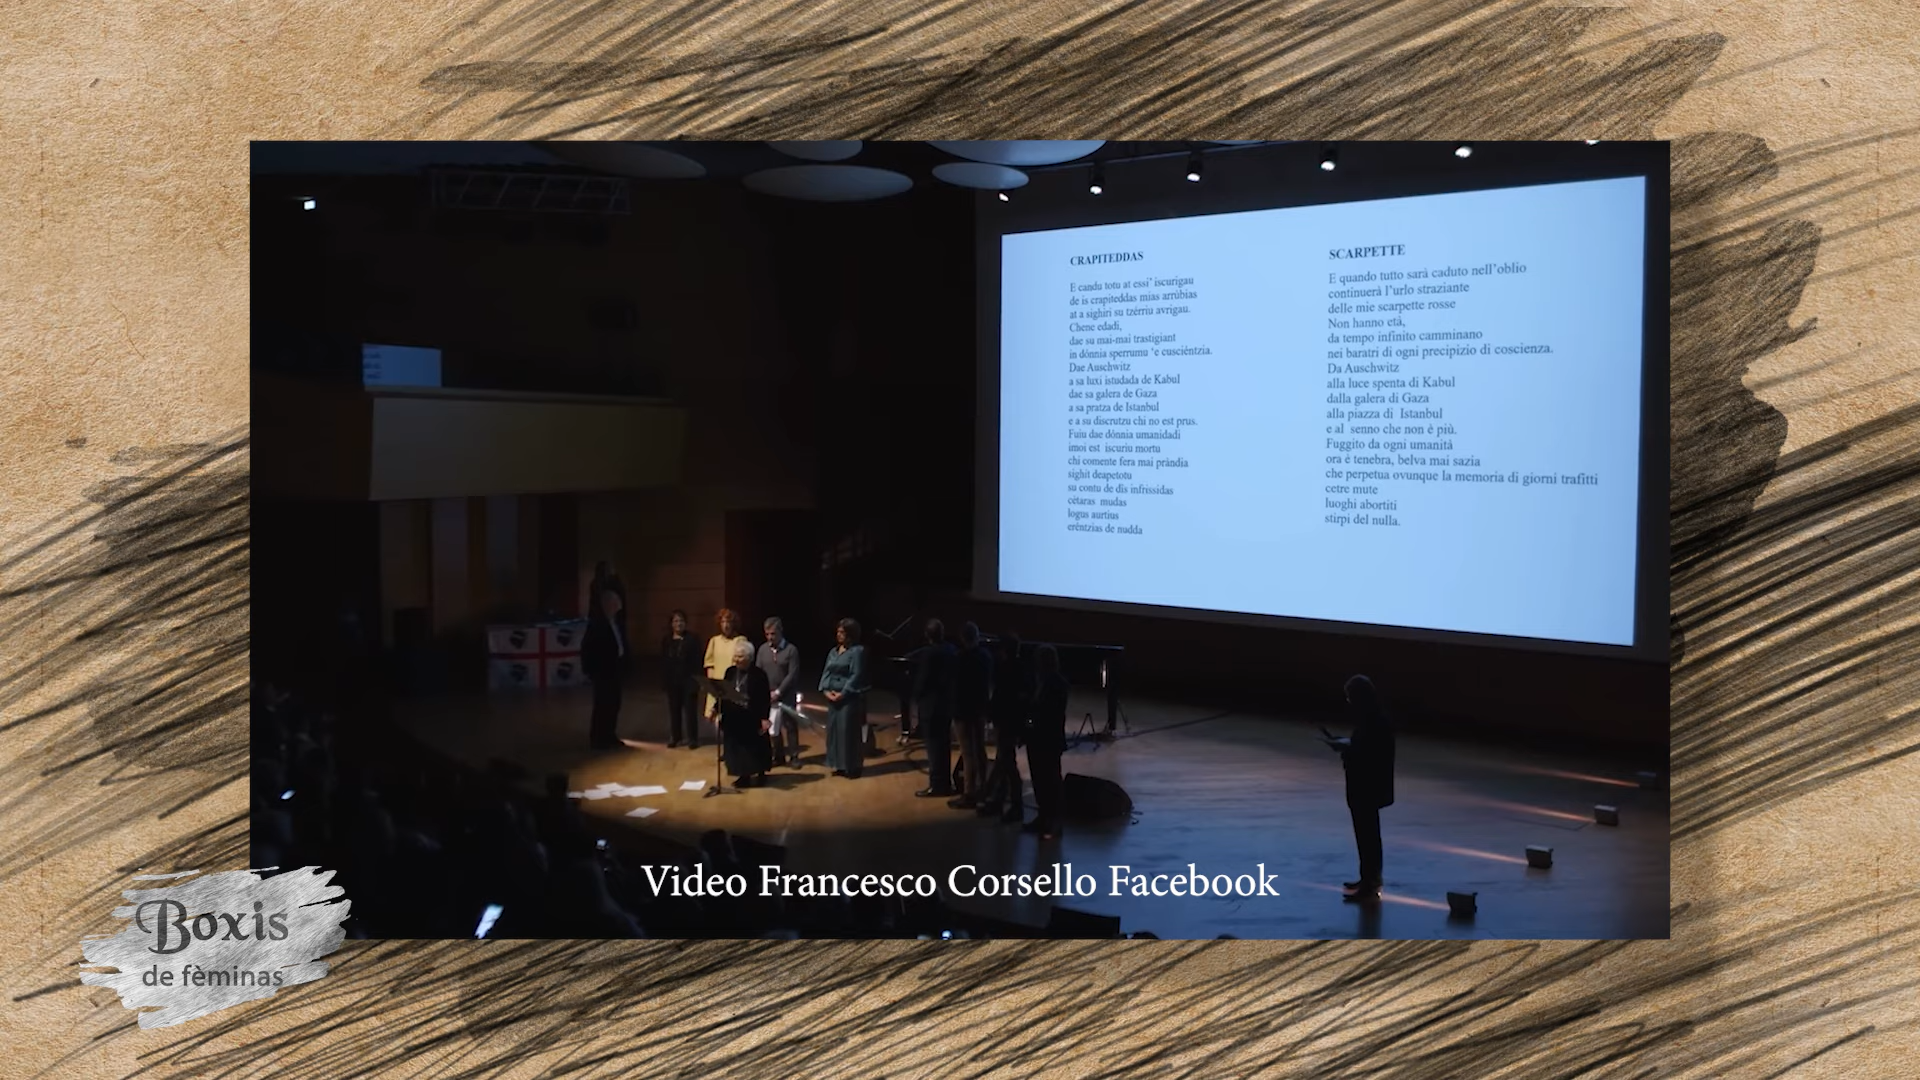 CRAPITEDDAS
E candu totu at essi' iscurigau
de is crapiteddas mias arrùbias
at a sighiri su tzérriu avrigau.
Chene edadi,
dae su mai-mai trastigiant
in dónnia sperrumu 'e cusciéntzia.
Dae Auschwitz
a sa luxi istudada de Kabul
dae sa galera de Gaza
a sa pratza de Istanbul
e a su discrutzu chi no est prus.
Fuiu dae dónnia umanidadi
imoi est iscuriu mortu
chi comente fera mai pràndia
sighit deapetotu
su contu de dis infrissidas
cètaras mudas
logus aurtius
eréntzias de nudda
SCARPETTE
E quando tutto sarà caduto nell'oblio
continuerà l'urlo straziante
delle mie scarpette rosse
Non hanno età,
da tempo infinito camminano
nei baratri di ogni precipizio di coscienza.
Da Auschwitz
alla luce spenta di Kabul
dalla galera di Gaza
alla piazza di Istanbul
e al senno che non è più.
Fuggito da ogni umanità
ora è tenebra, belva mai sazia
che perpetua ovunque la memoria di giorni trafitti
cetre mute
luoghi abortiti
stirpi del nulla.
Video Francesco Corsello Facebook
Boxis
de fèminas